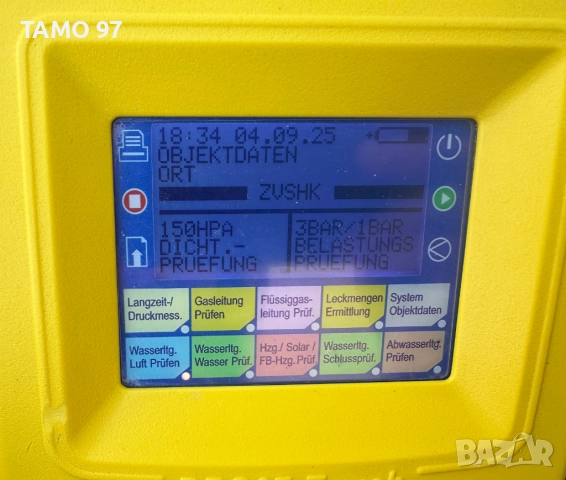 TAMO 97
18:34 04.09.25
OBJEKTDATEN
ORT
ZVSHK
150HPA
DICHT.-
PRUEFUNG
3BAR/1BAR
BELASTUNGS
PRUEFUNG
Langzeit-/
Druckmess.
Gasleitung
Prüfen
Flüssiggas-
leitung Prüf.
Leckmengen
Ermittlung
System
Objektdaten
Wasserltg.
Luft Prüfen
Wasserltg.
Wasser Prüf.
Hzg./ Solar /
FB-Hzg.Prüf
Wasserltg.
Schlussprüf.
Abwasserltg.
Prüfen
BAZAR